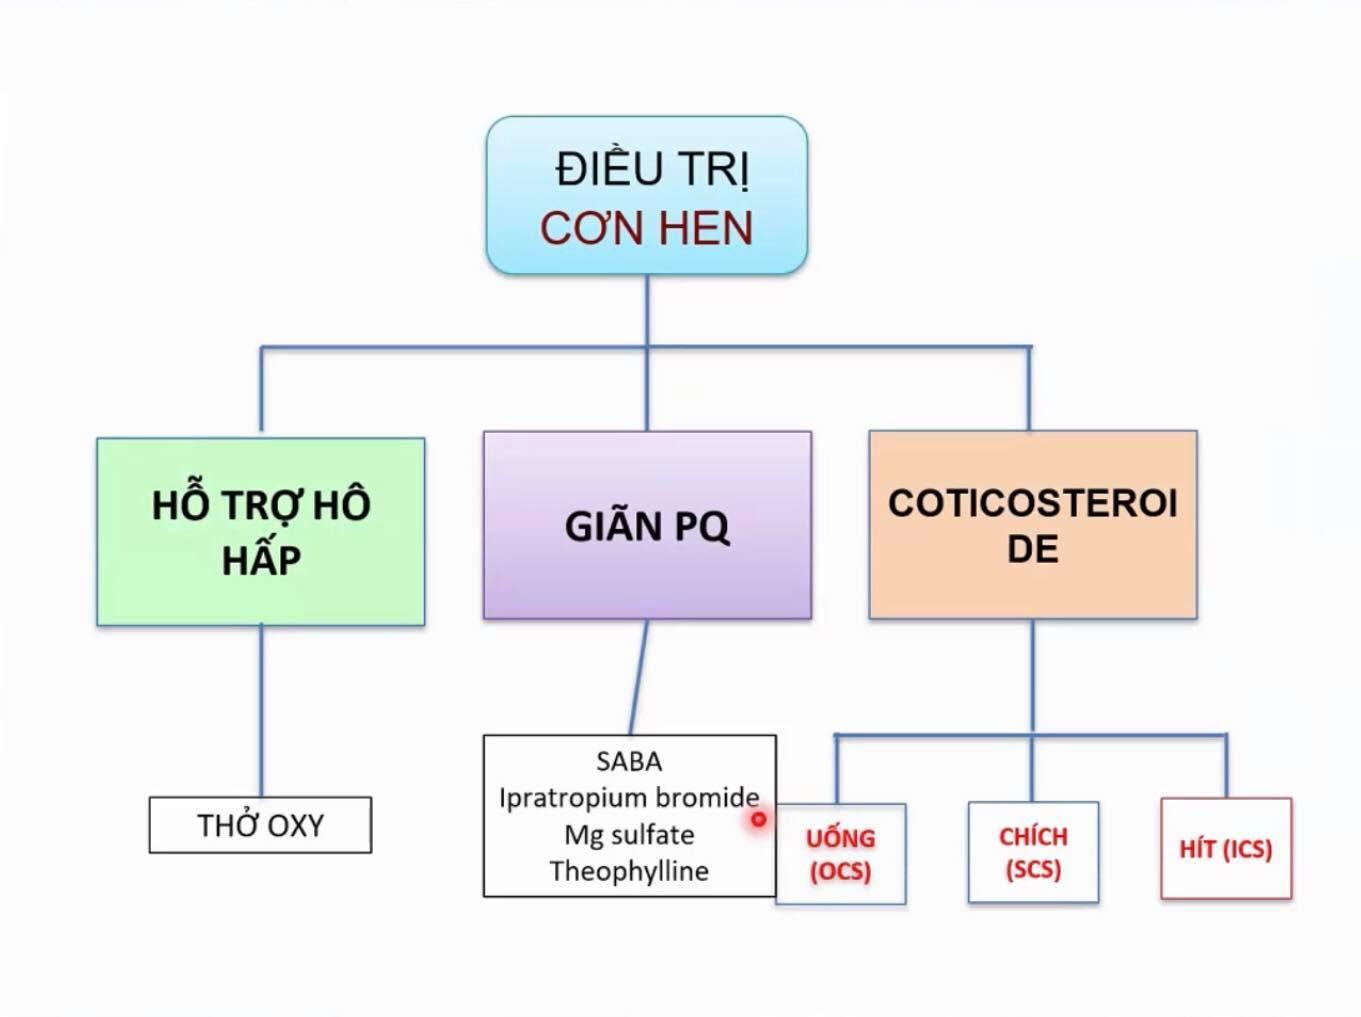 ĐIỀU TRỊ
CƠN HEN
HỖ TRỢ HÔ
HẤP
GIÃN PQ
COTICOSTEROI
DE
THỞ OXY
SABA
Ipratropium bromide
Mg sulfate
Theophylline
UỐNG
(OCS)
CHÍCH
(SCS)
HÍT (ICS)